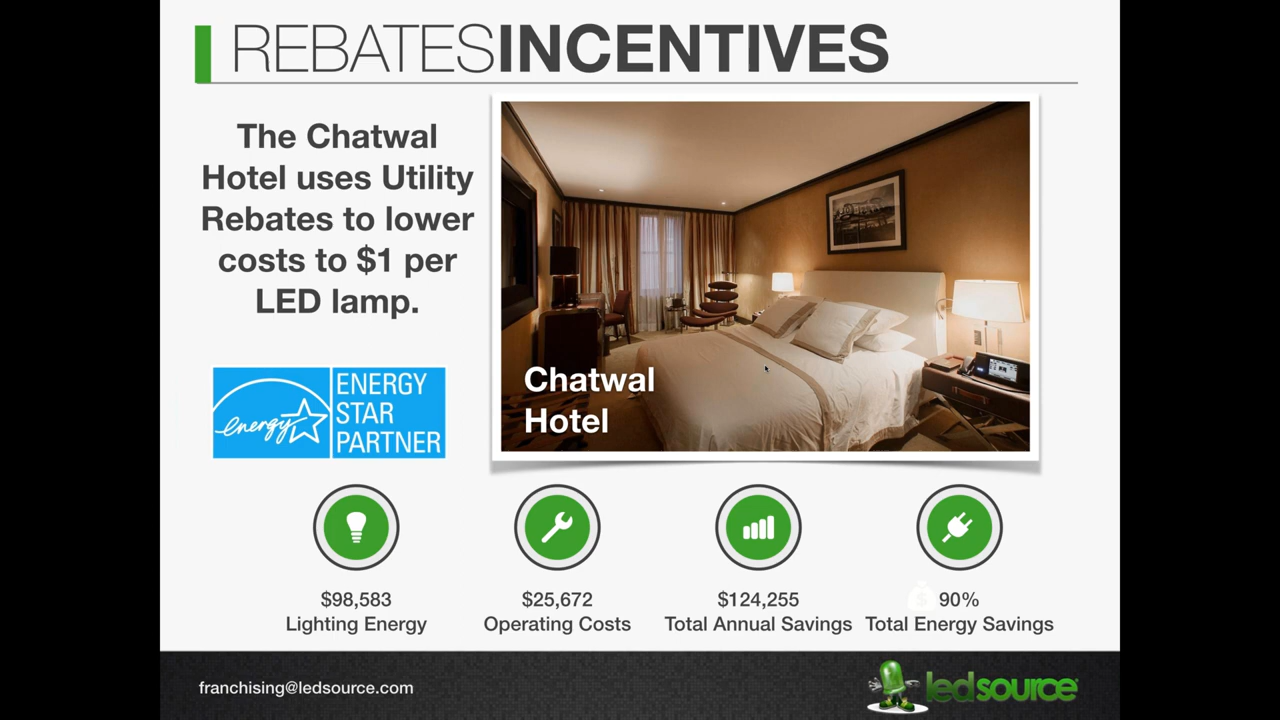 REBATESINCENTIVES
The Chatwal
Hotel uses Utility
Rebates to lower
costs to $1 per
LED lamp.
energy
ENERGY
STAR
PARTNER
Chatwal
Hotel
$98,583
Lighting Energy
$25,672
Operating Costs
$124,255
Total Annual Savings
$
90%
Total Energy Savings
franchising@ledsource.com
ledsource